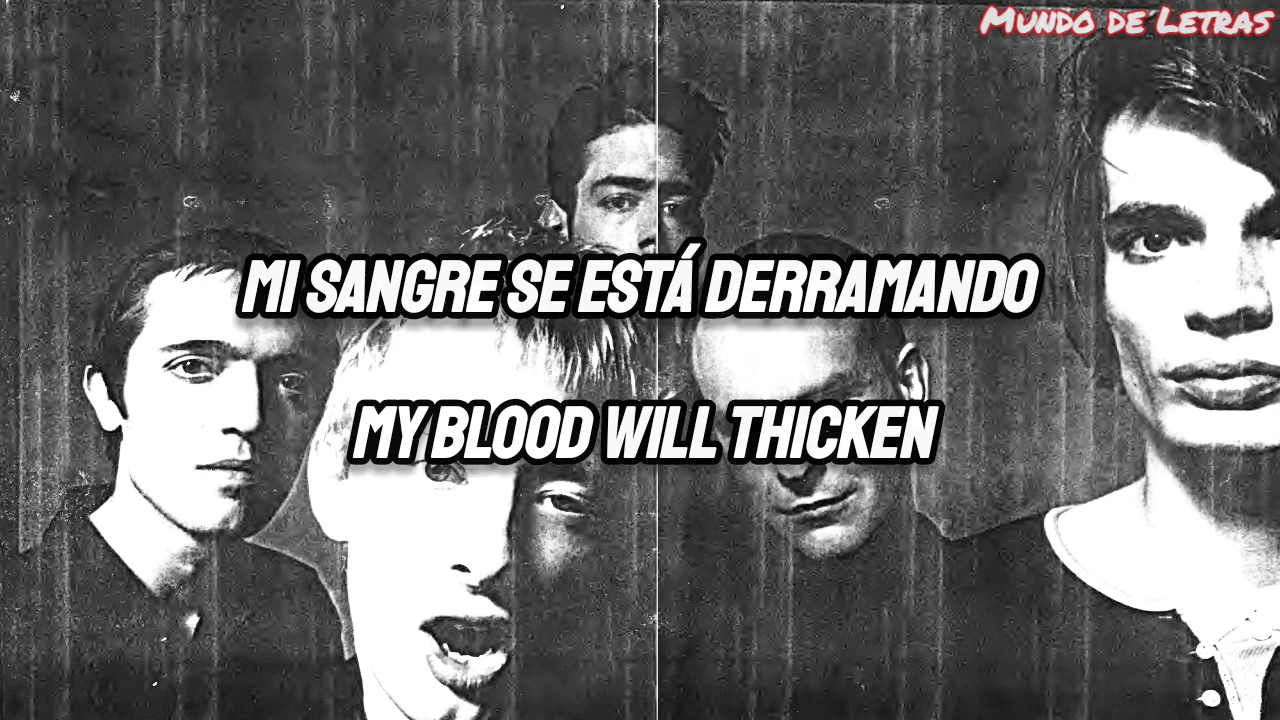 Mundo de Letras
MI SANGRE SE ESTÁ DERRAMANDO
MY BLOOD WILL THICKEN